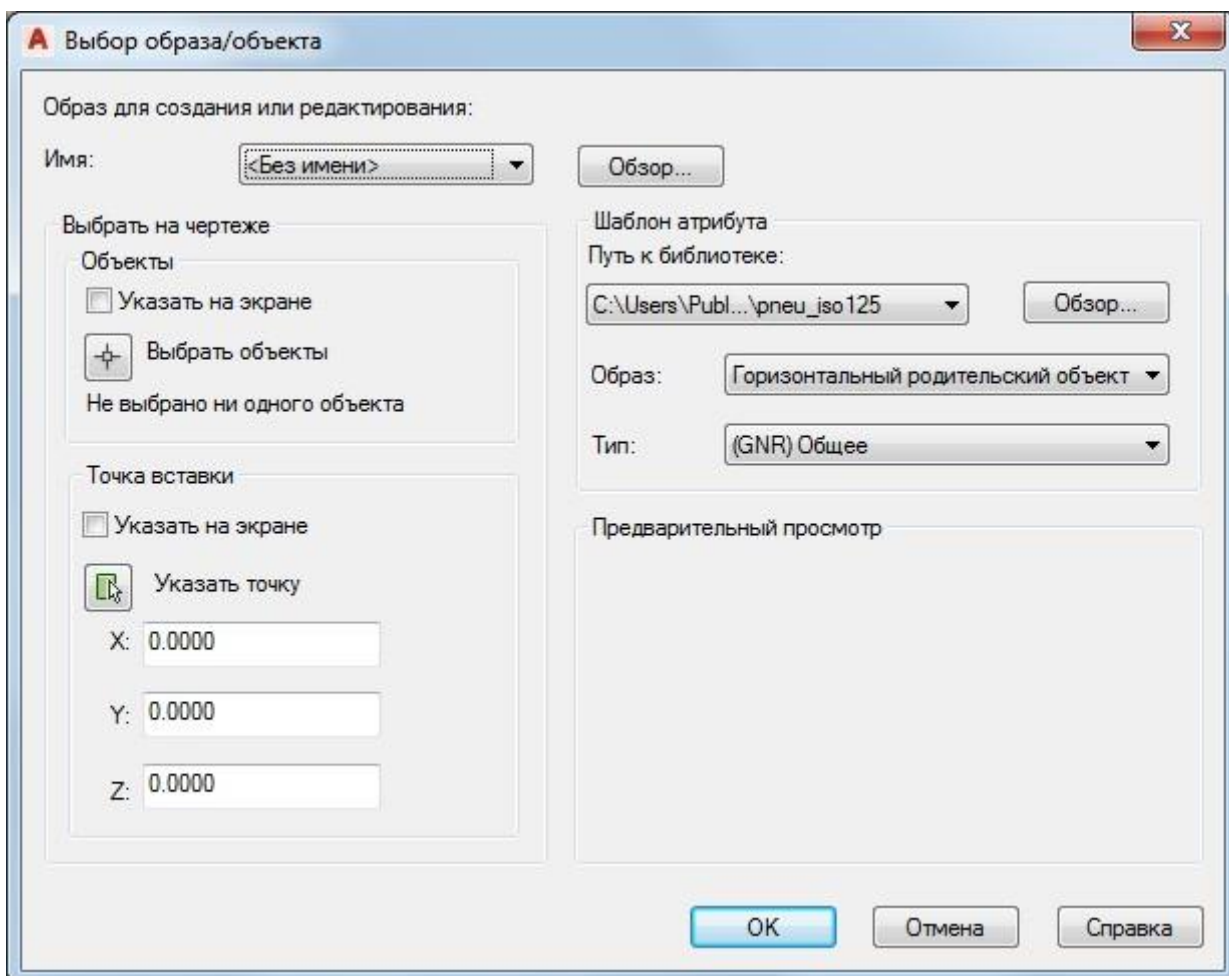 Выбор образа/объекта
Образ для создания или редактирования:
Имя: <Без имени> Обзор...
Выбрать на чертеже
Объекты
Указать на экране
Выбрать объекты
Не выбрано ни одного объекта
Точка вставки
Указать на экране
Указать точку
X: 0.0000
Y: 0.0000
Z: 0.0000
Шаблон атрибута
Путь к библиотеке:
C:\Users\Publ...\pneu_iso125 Обзор...
Образ: Горизонтальный родительский объект
Тип: (GNR) Общее
Предварительный просмотр
OK Отмена Справка